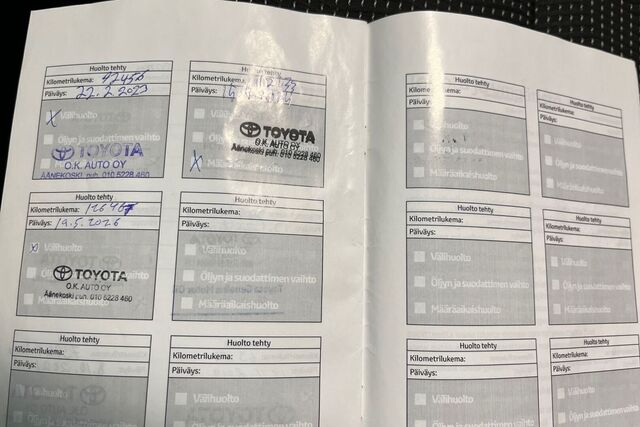 Huolto tehty
Kilometrilukema:
Päiväys: 22.2.2023
X Välihuolto
Öljyn ja suodattimen vaihto
TOYOTA
O.K. AUTO OY
ÄÄNEKOSKI puh. 010 5228 460
Huolto tehty
Kilometrilukema:
Päiväys:
X
TOYOTA
O.K. AUTO OY
Äänekoski puh. 010 5228 460
Huolto tehty
Kilometrilukema:
Päiväys: 19.5.2026
X Välihuolto
TOYOTA
O.K. AUTO OY
Äänekoski puh. 010 5228 460
Huolto tehty
Kilometrilukema:
Päiväys:
Välihuolto
Öljyn ja suodattimen vaihto
Määräaikaishuolto
Huolto tehty
Kilometrilukema:
Päiväys:
Välihuolto
Huolto tehty
Kilometrilukema:
Päiväys:
Välihuolto
Öljyn ja suodattimen vaihto
Huolto tehty
Kilometrilukema:
Päiväys:
Välihuolto
Öljyn ja suodattimen vaihto
Määräaikaishuolto
Huolto tehty
Kilometrilukema:
Päiväys:
Huolto tehty
Kilometrilukema:
Päiväys:
Välihuolto
Öljyn ja suodattimen vaihto
Määräaikaishuolto
Huolto tehty
Kilometrilukema:
Päiväys:
Huolto tehty
Kilometrilukema:
Päiväys:
Välihuolto
Huolto tehty
Kilometrilukema:
Päiväys: